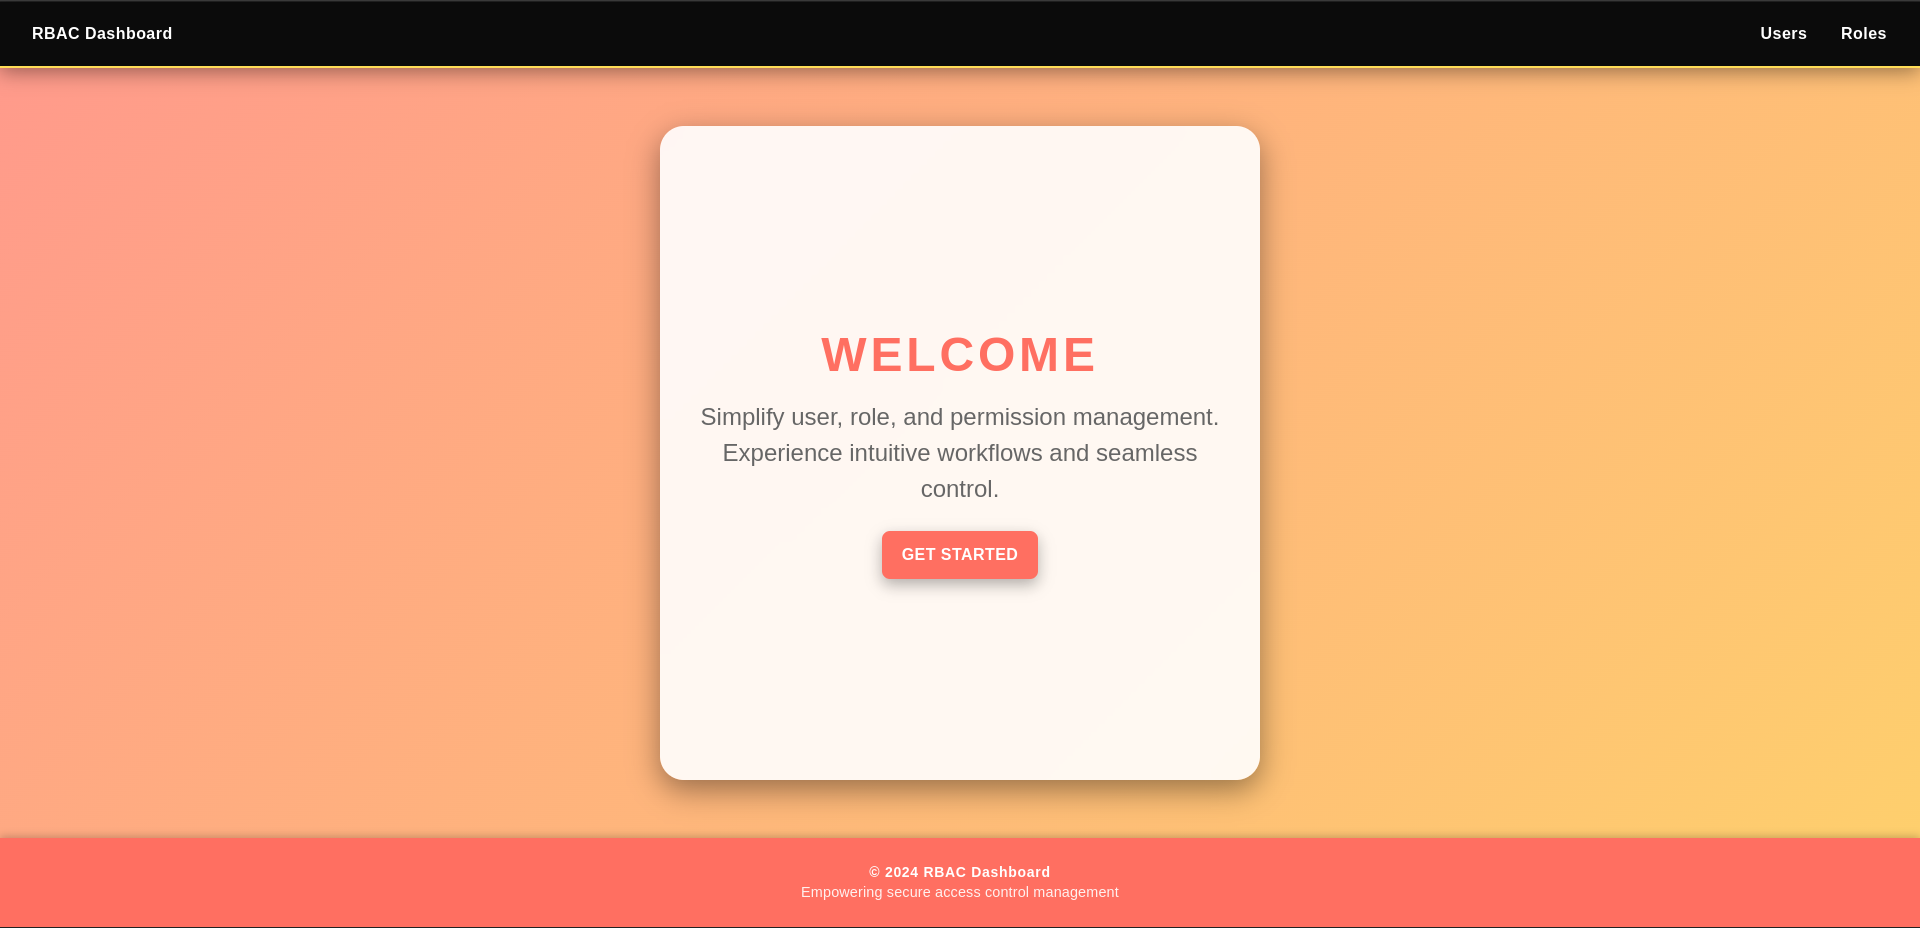 RBAC Dashboard
Users
Roles
WELCOME
Simplify user, role, and permission management.
Experience intuitive workflows and seamless
control.
GET STARTED
© 2024 RBAC Dashboard
Empowering secure access control management